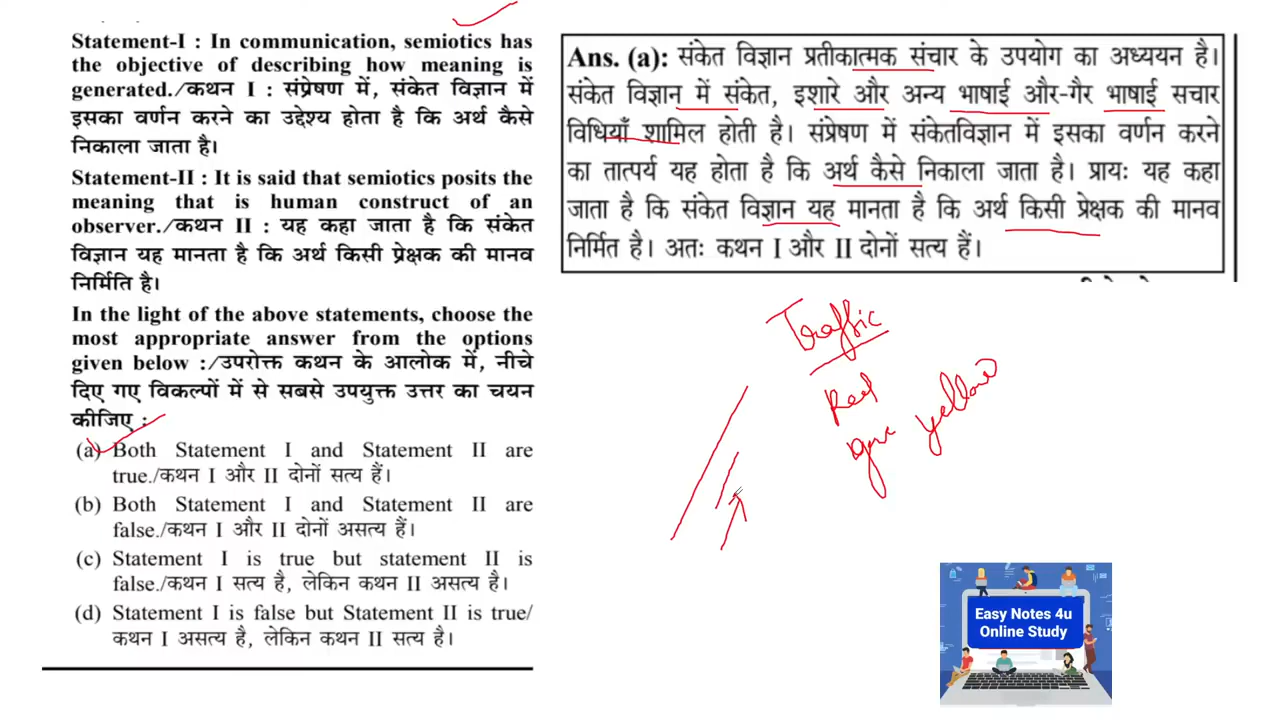 Statement-I : In communication, semiotics has
the objective of describing how meaning is
generated./कथन I : संप्रेषण में, संकेत विज्ञान में
इसका वर्णन करने का उद्देश्य होता है कि अर्थ कैसे
निकाला जाता है।
Statement-II : It is said that semiotics posits the
meaning that is human construct of an
observer./कथन II : यह कहा जाता है कि संकेत
विज्ञान यह मानता है कि अर्थ किसी प्रेक्षक की मानव
निर्मिति है।
In the light of the above statements, choose the
most appropriate answer from the options
given below :/उपरोक्त कथन के आलोक में, नीचे
दिए गए विकल्पों में से सबसे उपयुक्त उत्तर का चयन
कीजिए :
(a) Both Statement I and Statement II are
true./कथन I और II दोनों सत्य हैं।
(b) Both Statement I and Statement II are
false./कथन I और II दोनों असत्य हैं।
(c) Statement I is true but statement II is
false./कथन I सत्य है, लेकिन कथन II असत्य है।
(d) Statement I is false but Statement II is true/
कथन I असत्य है, लेकिन कथन II सत्य है।
Ans. (a): संकेत विज्ञान प्रतीकात्मक संचार के उपयोग का अध्ययन है।
संकेत विज्ञान में संकेत, इशारे और अन्य भाषाई और-गैर भाषाई सचार
विधियाँ शामिल होती है। संप्रेषण में संकेतविज्ञान में इसका वर्णन करने
का तात्पर्य यह होता है कि अर्थ कैसे निकाला जाता है। प्रायः यह कहा
जाता है कि संकेत विज्ञान यह मानता है कि अर्थ किसी प्रेक्षक की मानव
निर्मित है। अतः कथन I और II दोनों सत्य हैं।
Traffic
Red
yellow
Easy Notes 4u
Online Study